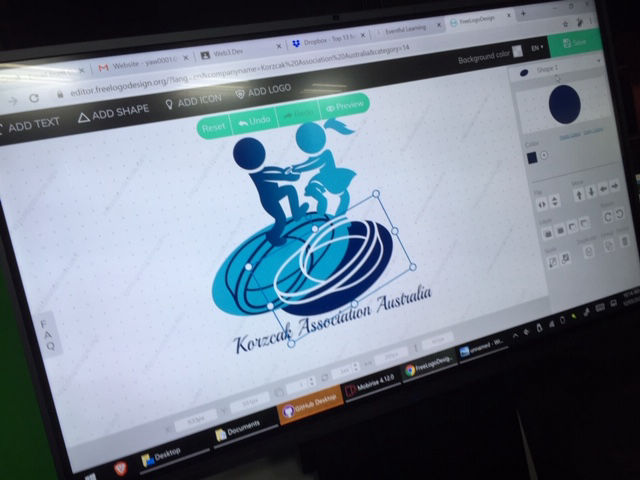 Website - yaw0001@
Web3 Dev
Dropbox - Top 13 f
Eventful Learning
FreeLogoDesign
editor.freelogodesign.org/?lang=en&companyname=Korzcak%20Association%20Australia&category=14
ADD TEXT
ADD SHAPE
ADD ICON
ADD LOGO
Background color
EN
Save
Reset
Undo
Redo
Preview
Shape 1
Color
Korzcak Association Australia
F
A
Q
Desktop
Documents
GitHub Desktop
Mobirise 4.12.0
FreeLogoDesig...
unnamed - Wi...